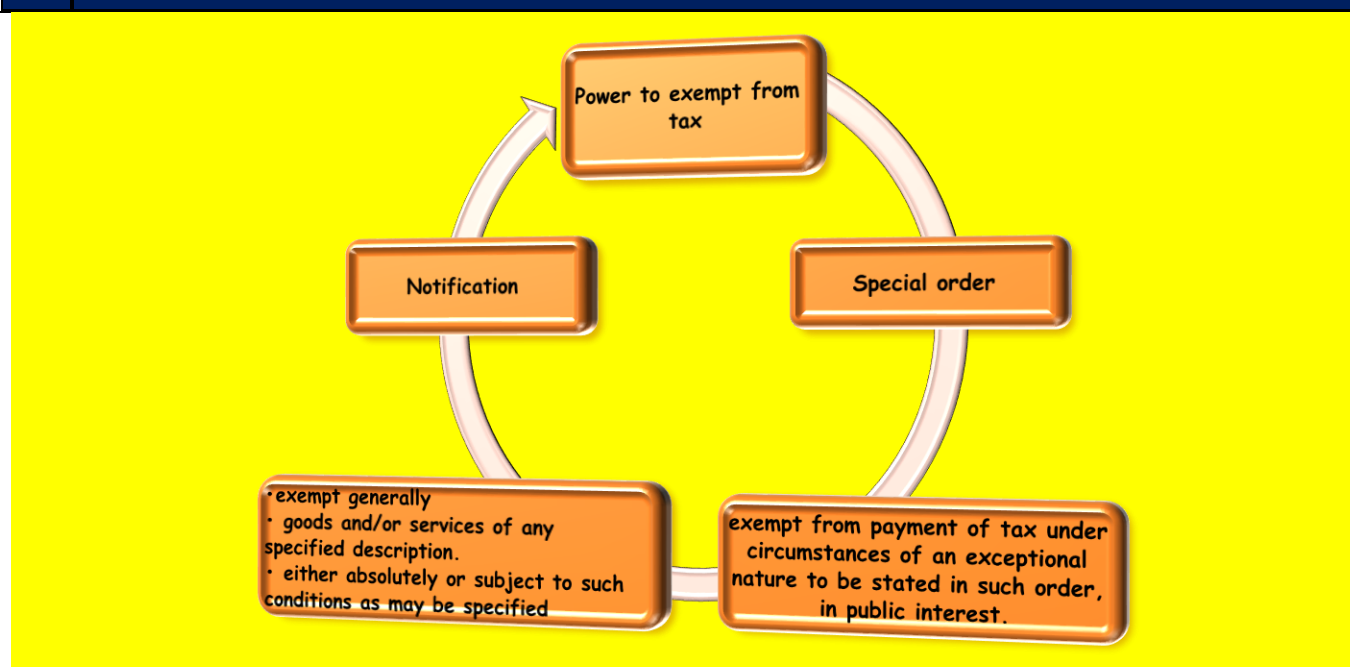 Power to exempt from
tax
Notification
Special order
•exempt generally
• goods and/or services of any
specified description.
• either absolutely or subject to such
conditions as may be specified
exempt from payment of tax under
circumstances of an exceptional
nature to be stated in such order,
in public interest.